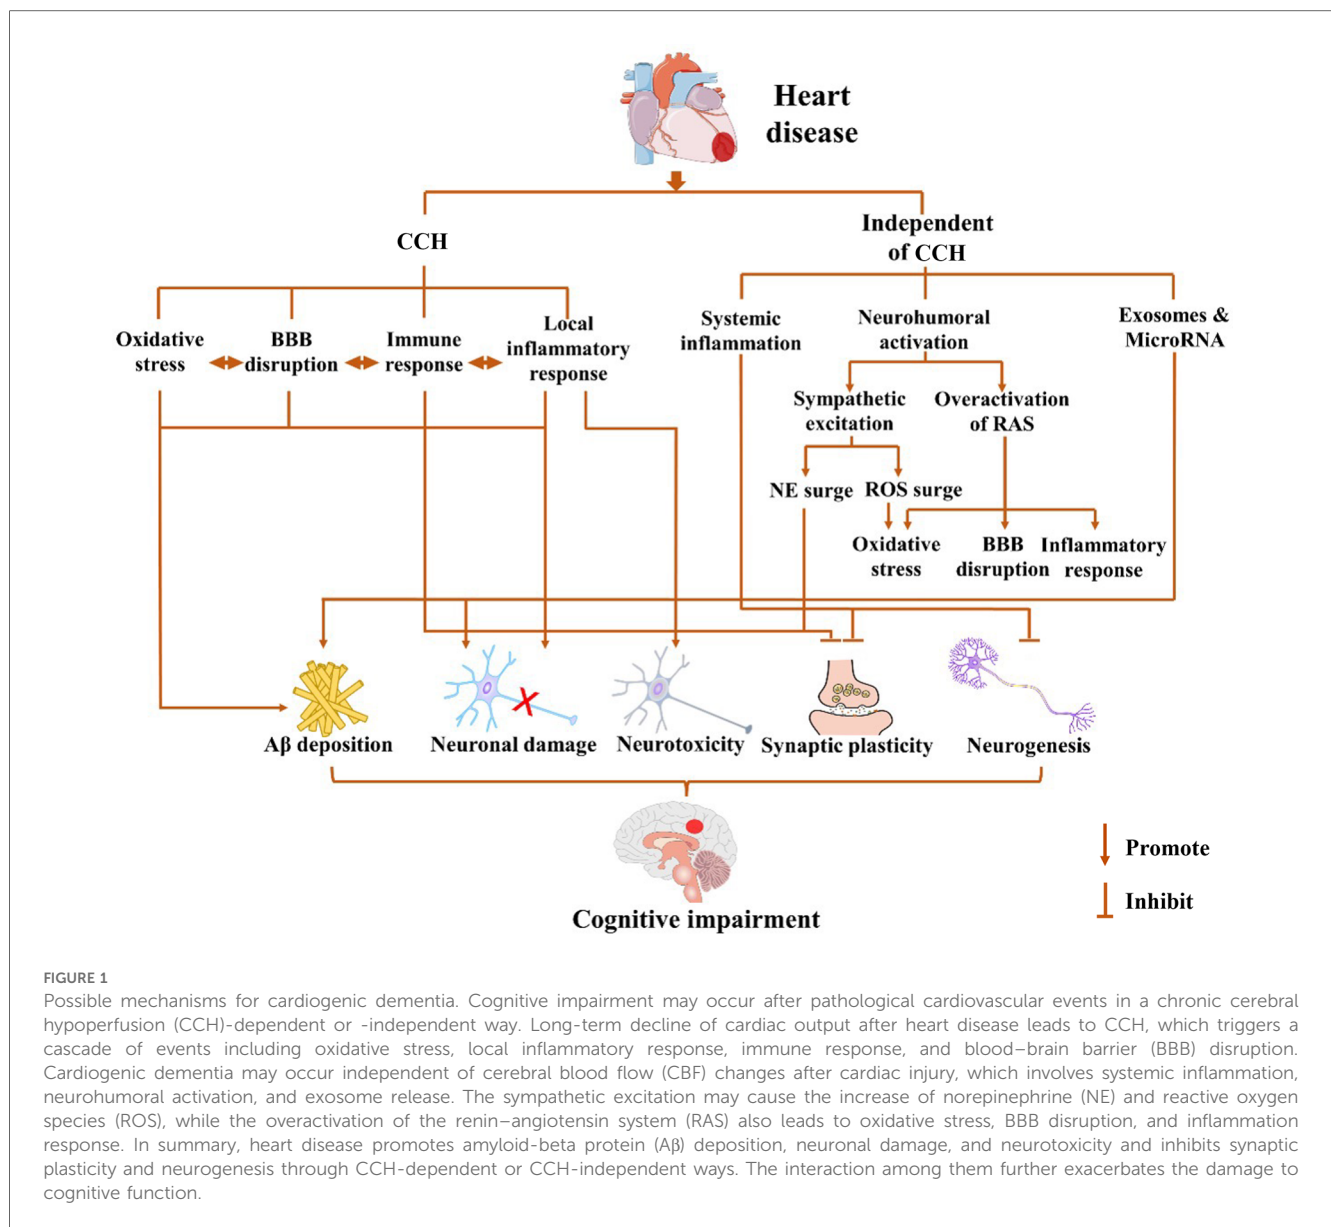 Heart
disease
CCH
Independent
of CCH
Oxidative
stress
BBB
disruption
Immune
response
Local
inflammatory
response
Systemic
inflammation
Neurohumoral
activation
Exosomes &
MicroRNA
Sympathetic
excitation
Overactivation
of RAS
NE surge
ROS surge
Oxidative
stress
BBB
disruption
Inflammatory
response
Aβ deposition
Neuronal damage
Neurotoxicity
Synaptic plasticity
Neurogenesis
Cognitive impairment
Promote
Inhibit
FIGURE 1
Possible mechanisms for cardiogenic dementia. Cognitive impairment may occur after pathological cardiovascular events in a chronic cerebral
hypoperfusion (CCH)-dependent or -independent way. Long-term decline of cardiac output after heart disease leads to CCH, which triggers a
cascade of events including oxidative stress, local inflammatory response, immune response, and blood–brain barrier (BBB) disruption.
Cardiogenic dementia may occur independent of cerebral blood flow (CBF) changes after cardiac injury, which involves systemic inflammation,
neurohumoral activation, and exosome release. The sympathetic excitation may cause the increase of norepinephrine (NE) and reactive oxygen
species (ROS), while the overactivation of the renin–angiotensin system (RAS) also leads to oxidative stress, BBB disruption, and inflammation
response. In summary, heart disease promotes amyloid-beta protein (Aβ) deposition, neuronal damage, and neurotoxicity and inhibits synaptic
plasticity and neurogenesis through CCH-dependent or CCH-independent ways. The interaction among them further exacerbates the damage to
cognitive function.